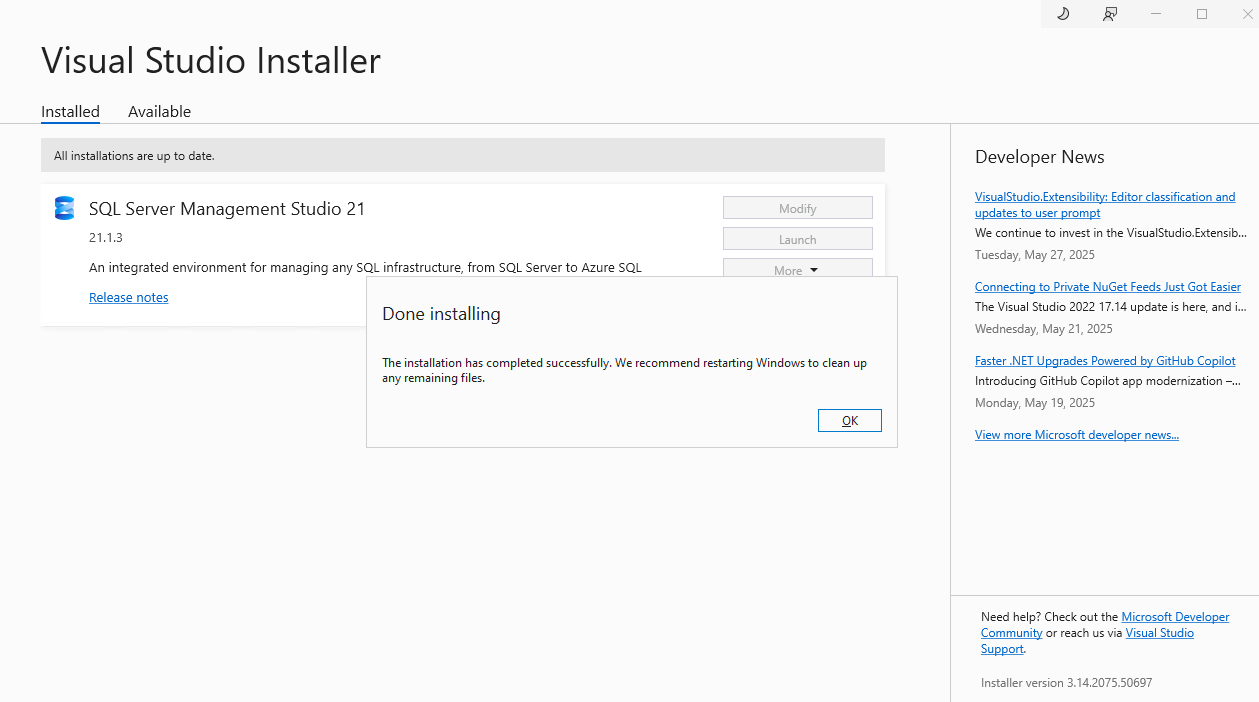 Visual Studio Installer
Installed
Available
All installations are up to date.
SQL Server Management Studio 21
21.1.3
An integrated environment for managing any SQL infrastructure, from SQL Server to Azure SQL
Release notes
Modify
Launch
More
Done installing
The installation has completed successfully. We recommend restarting Windows to clean up
any remaining files.
OK
Developer News
VisualStudio.Extensibility: Editor classification and
updates to user prompt
We continue to invest in the VisualStudio.Extensib...
Tuesday, May 27, 2025
Connecting to Private NuGet Feeds Just Got Easier
The Visual Studio 2022 17.14 update is here, and i...
Wednesday, May 21, 2025
Faster .NET Upgrades Powered by GitHub Copilot
Introducing GitHub Copilot app modernization –...
Monday, May 19, 2025
View more Microsoft developer news...
Need help? Check out the Microsoft Developer
Community or reach us via Visual Studio
Support.
Installer version 3.14.2075.50697